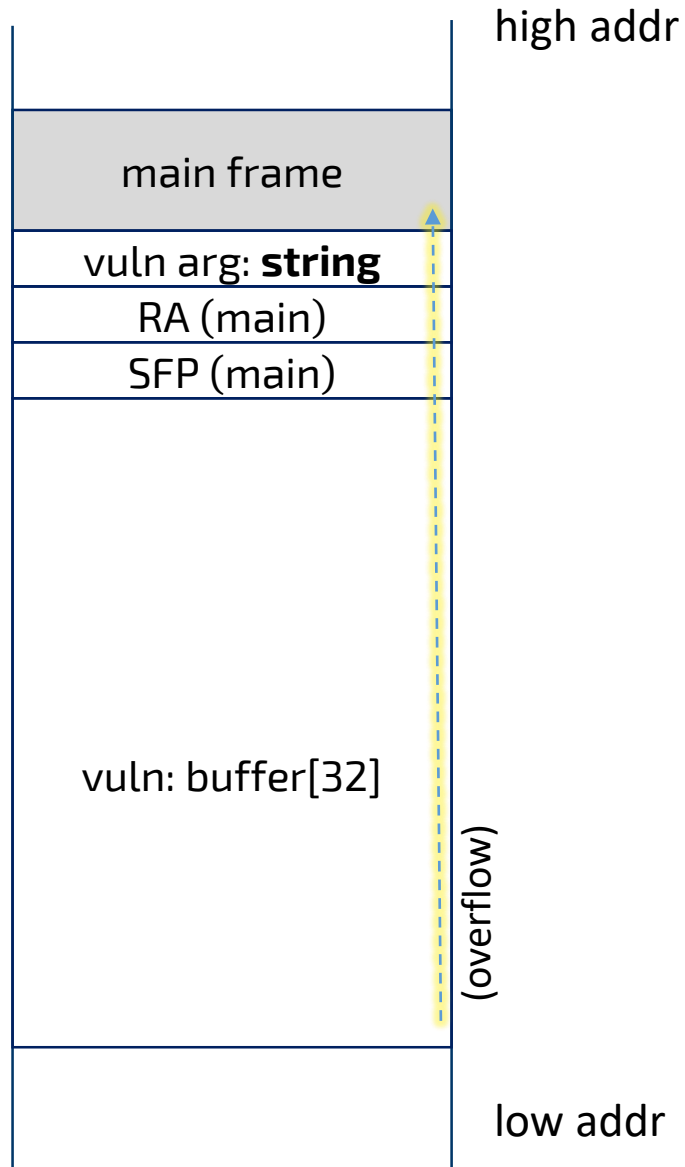 high addr
main frame
vuln arg: string
RA (main)
SFP (main)
vuln: buffer[32]
(overflow)
low addr